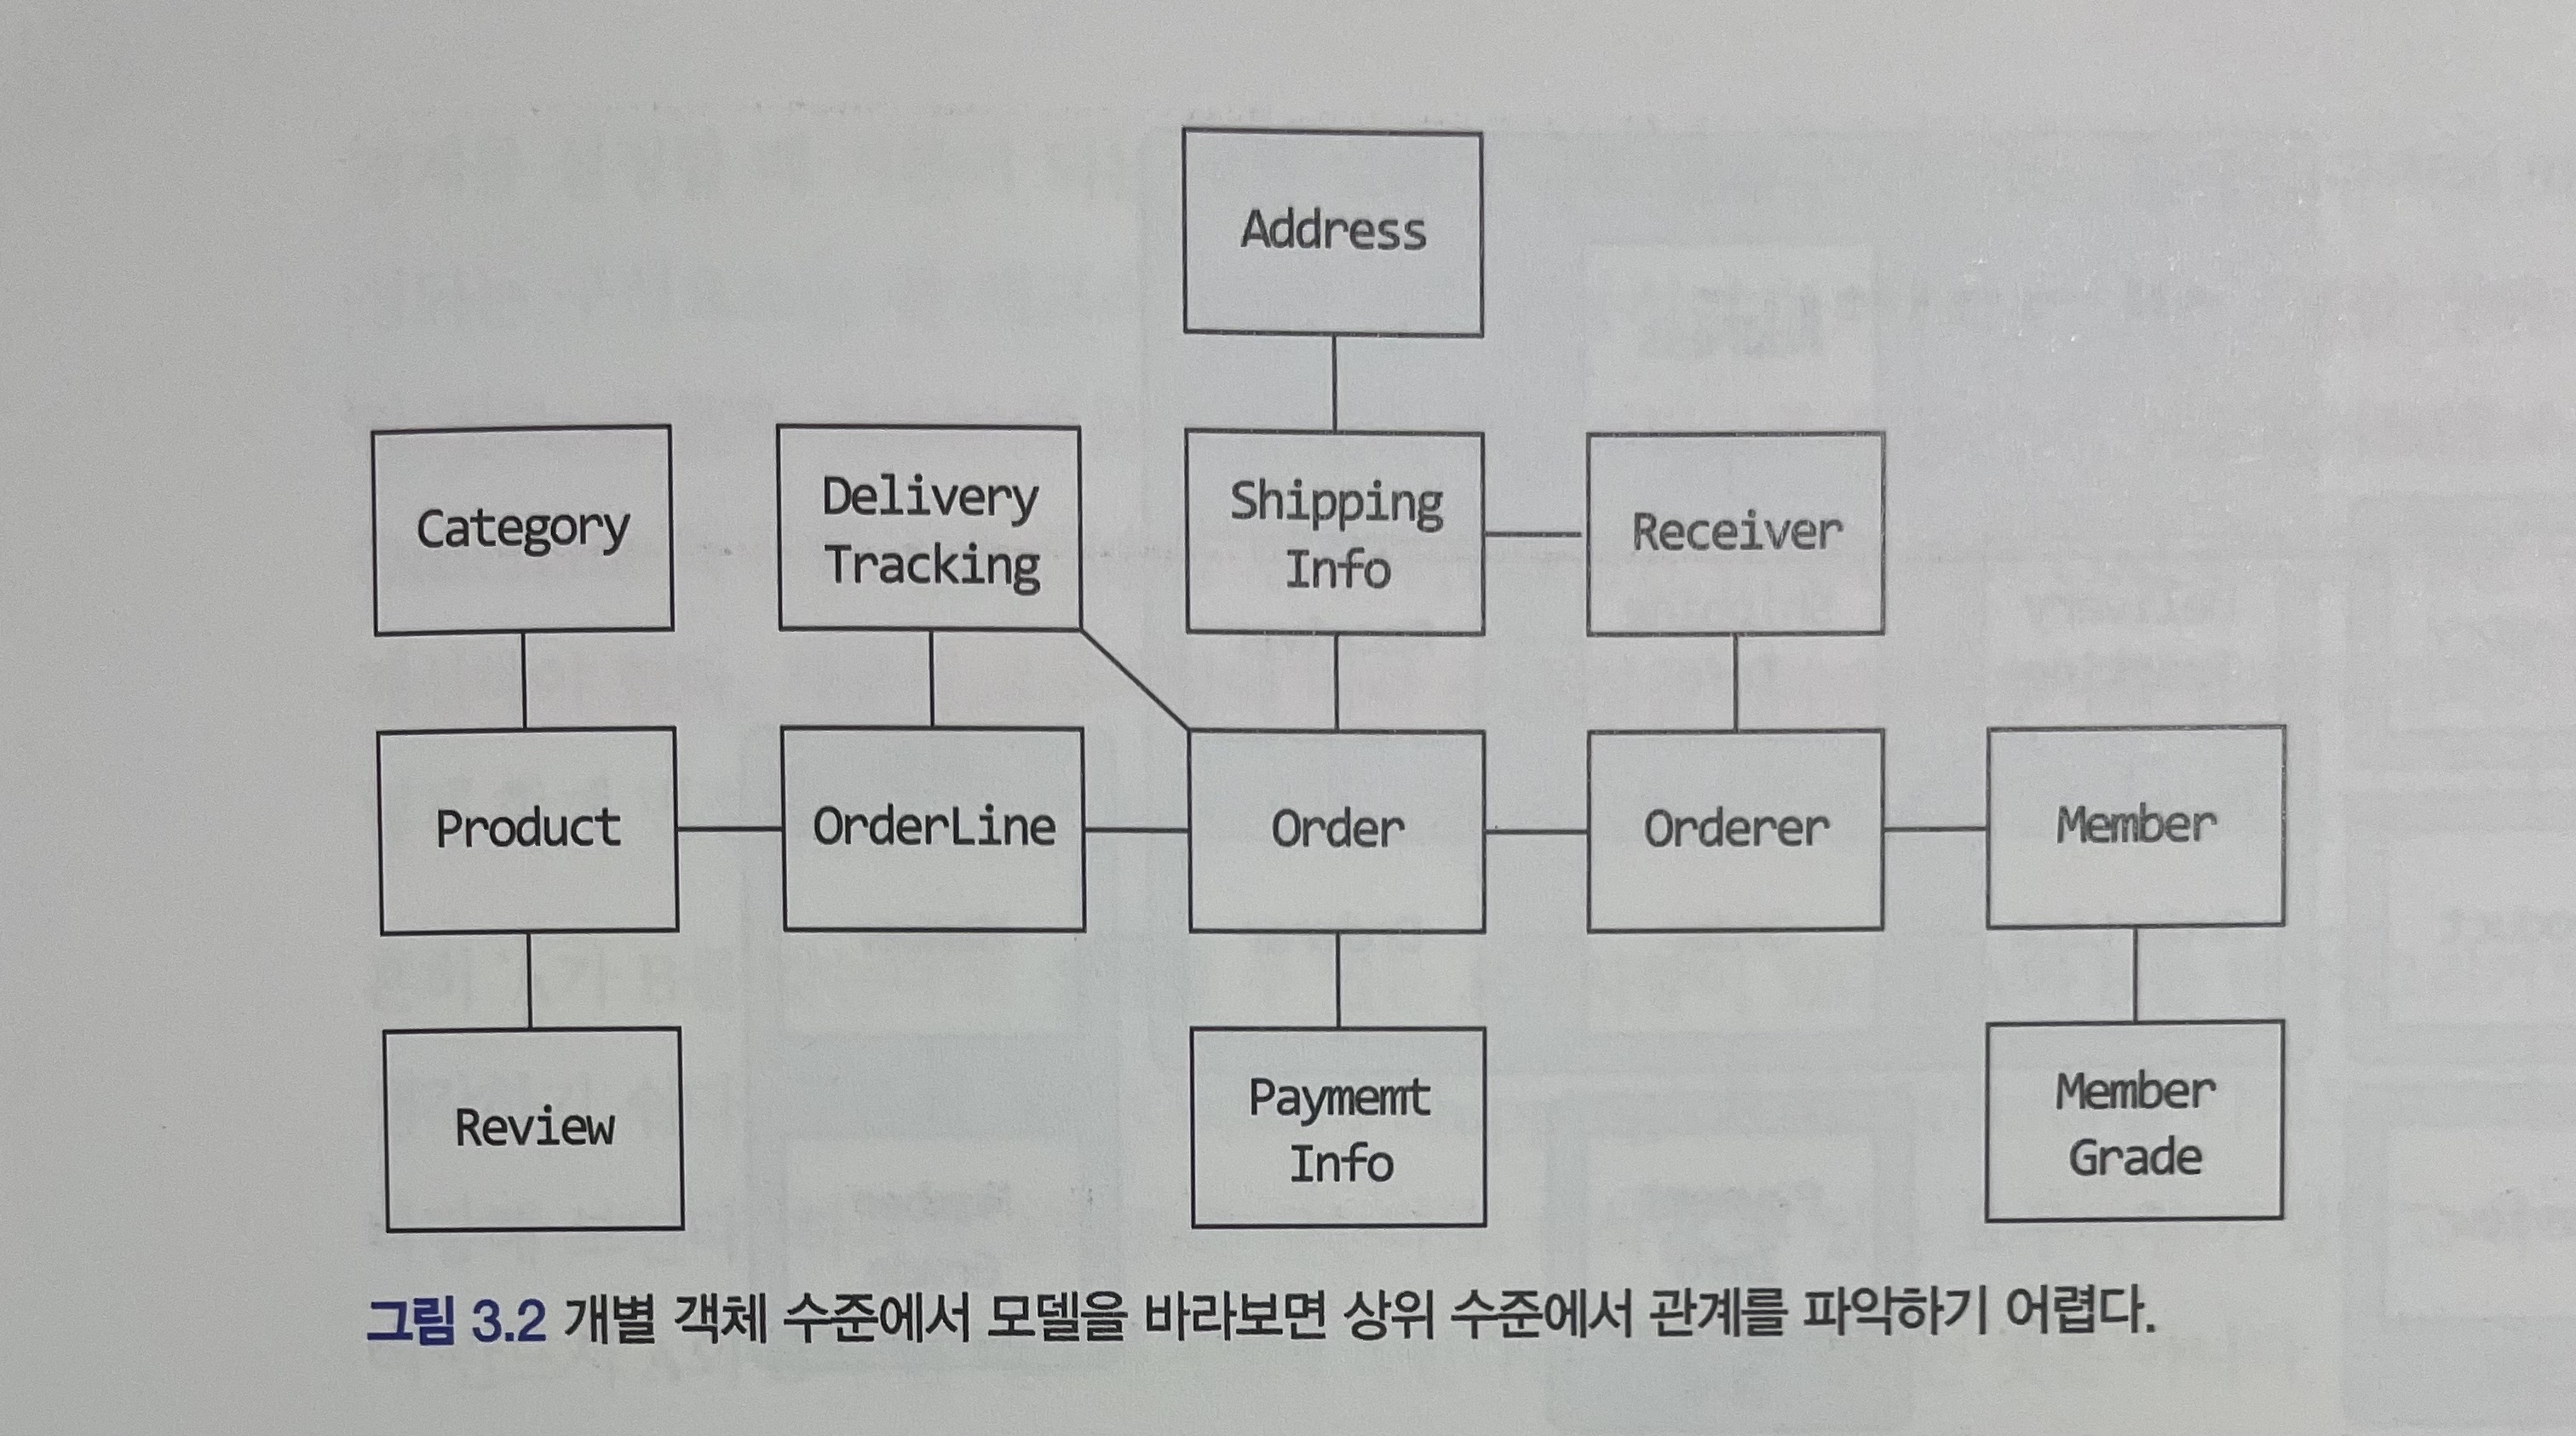 Address
Category
Delivery
Tracking
Shipping
Info
Receiver
Product
OrderLine
Order
Orderer
Member
Review
Paymemt
Info
Member
Grade
그림 3.2 개별 객체 수준에서 모델을 바라보면 상위 수준에서 관계를 파악하기 어렵다.